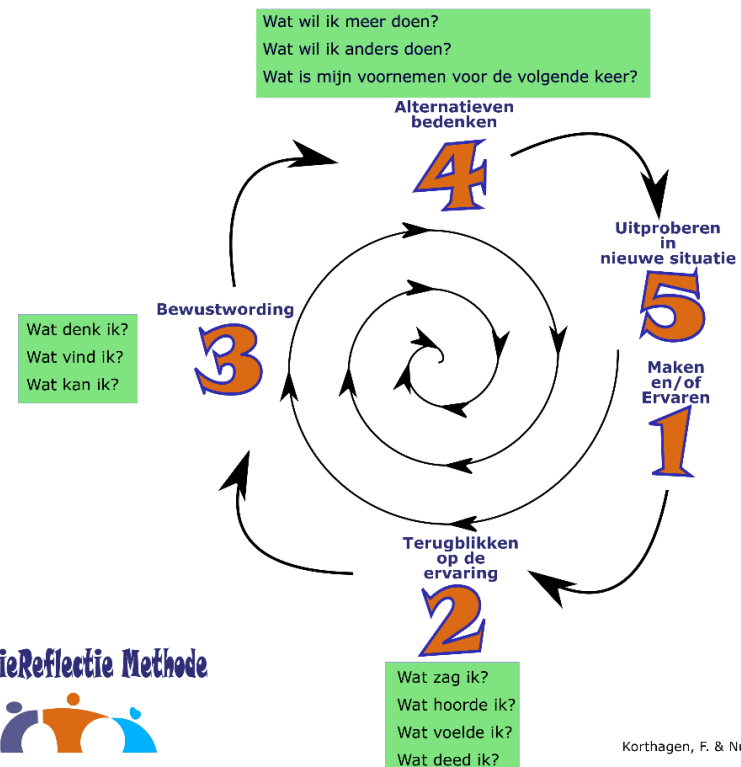 Wat wil ik meer doen?
Wat wil ik anders doen?
Wat is mijn voornemen voor de volgende keer?
Alternatieven
bedenken
4
Uitproberen
in
nieuwe situatie
5
Bewustwording
3
Wat denk ik?
Wat vind ik?
Wat kan ik?
Maken
en/of
Ervaren
1
Terugblikken
op de
ervaring
2
ieReflectie Methode
Wat zag ik?
Wat hoorde ik?
Wat voelde ik?
Wat deed ik?
Korthagen, F. & N